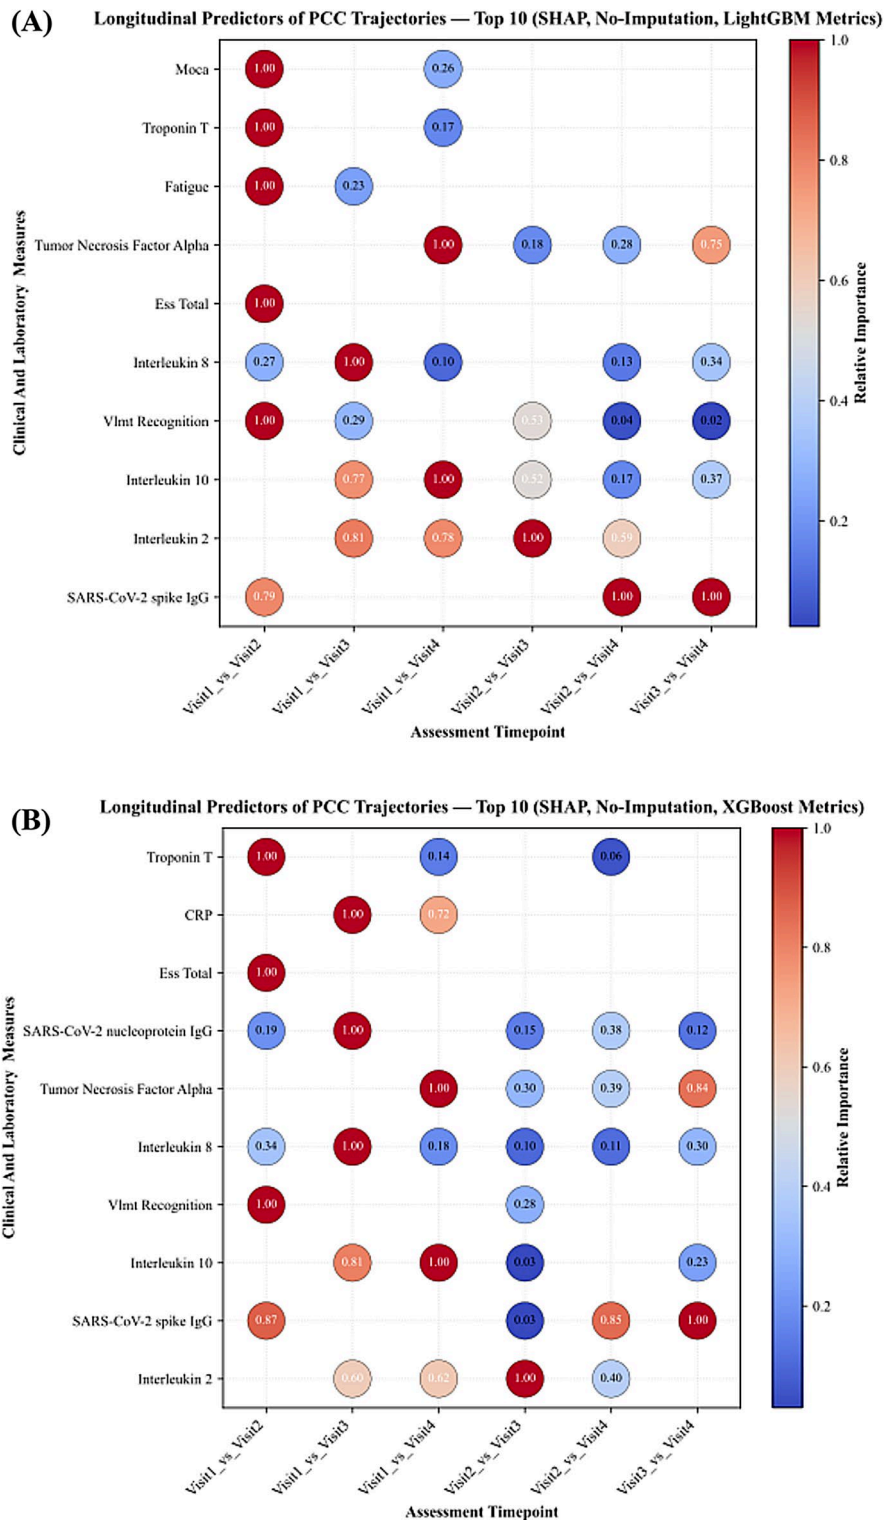 (A)
Longitudinal Predictors of PCC Trajectories — Top 10 (SHAP, No-Imputation, LightGBM Metrics)
Clinical And Laboratory Measures
Moca 1.00 0.26
Troponin T 1.00 0.17
Fatigue 1.00 0.23
Tumor Necrosis Factor Alpha 1.00 0.18 0.28 0.75
Ess Total 1.00
Interleukin 8 0.27 1.00 0.10 0.13 0.34
Vlmt Recognition 1.00 0.29 0.53 0.04 0.02
Interleukin 10 0.77 1.00 0.52 0.17 0.37
Interleukin 2 0.81 0.78 1.00 0.59
SARS-CoV-2 spike IgG 0.79 1.00 1.00
Visit1_vs_Visit2
Visit1_vs_Visit3
Visit1_vs_Visit4
Visit2_vs_Visit3
Visit2_vs_Visit4
Visit3_vs_Visit4
Assessment Timepoint
1.0
0.8
0.6
0.4
0.2
Relative Importance
(B)
Longitudinal Predictors of PCC Trajectories — Top 10 (SHAP, No-Imputation, XGBoost Metrics)
Clinical And Laboratory Measures
Troponin T 1.00 0.14 0.06
CRP 1.00 0.72
Ess Total 1.00
SARS-CoV-2 nucleoprotein IgG 0.19 1.00 0.15 0.38 0.12
Tumor Necrosis Factor Alpha 1.00 0.30 0.39 0.84
Interleukin 8 0.34 1.00 0.18 0.10 0.11 0.30
Vlmt Recognition 1.00 0.28
Interleukin 10 0.81 1.00 0.03 0.23
SARS-CoV-2 spike IgG 0.87 0.03 0.85 1.00
Interleukin 2 0.60 0.62 1.00 0.40
Visit1_vs_Visit2
Visit1_vs_Visit3
Visit1_vs_Visit4
Visit2_vs_Visit3
Visit2_vs_Visit4
Visit3_vs_Visit4
Assessment Timepoint
1.0
0.8
0.6
0.4
0.2
Relative Importance